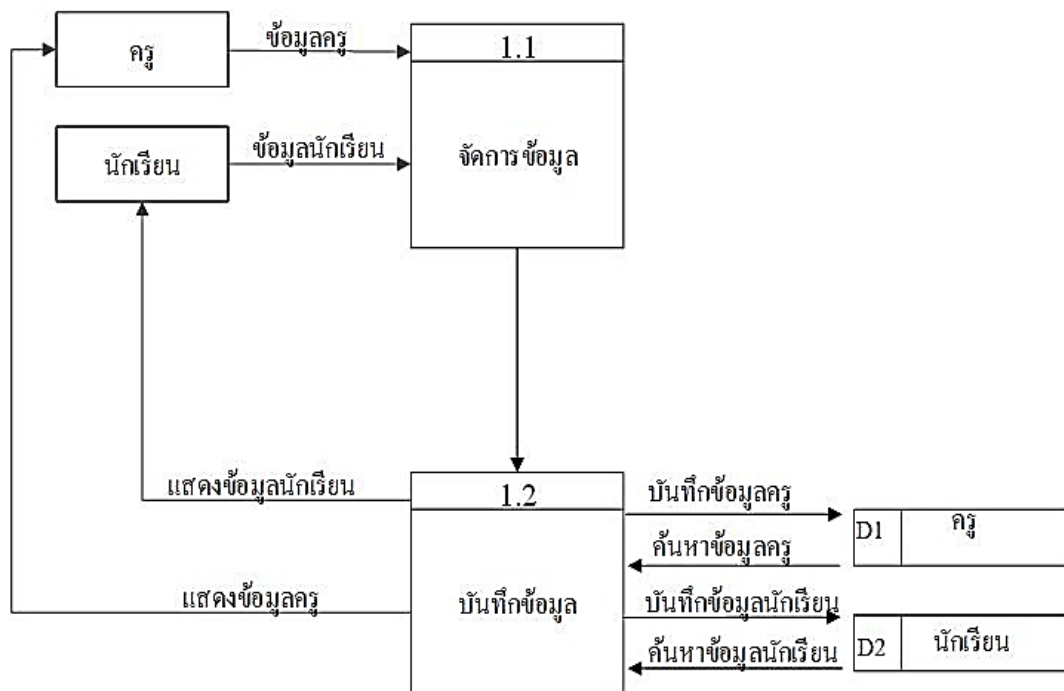 ครู
ข้อมูลครู
1.1
นักเรียน
ข้อมูลนักเรียน
จัดการข้อมูล
แสดงข้อมูลนักเรียน
1.2
บันทึกข้อมูลครู
D1
ครู
ค้นหาข้อมูลครู
แสดงข้อมูลครู
บันทึกข้อมูล
บันทึกข้อมูลนักเรียน
D2
นักเรียน
ค้นหาข้อมูลนักเรียน